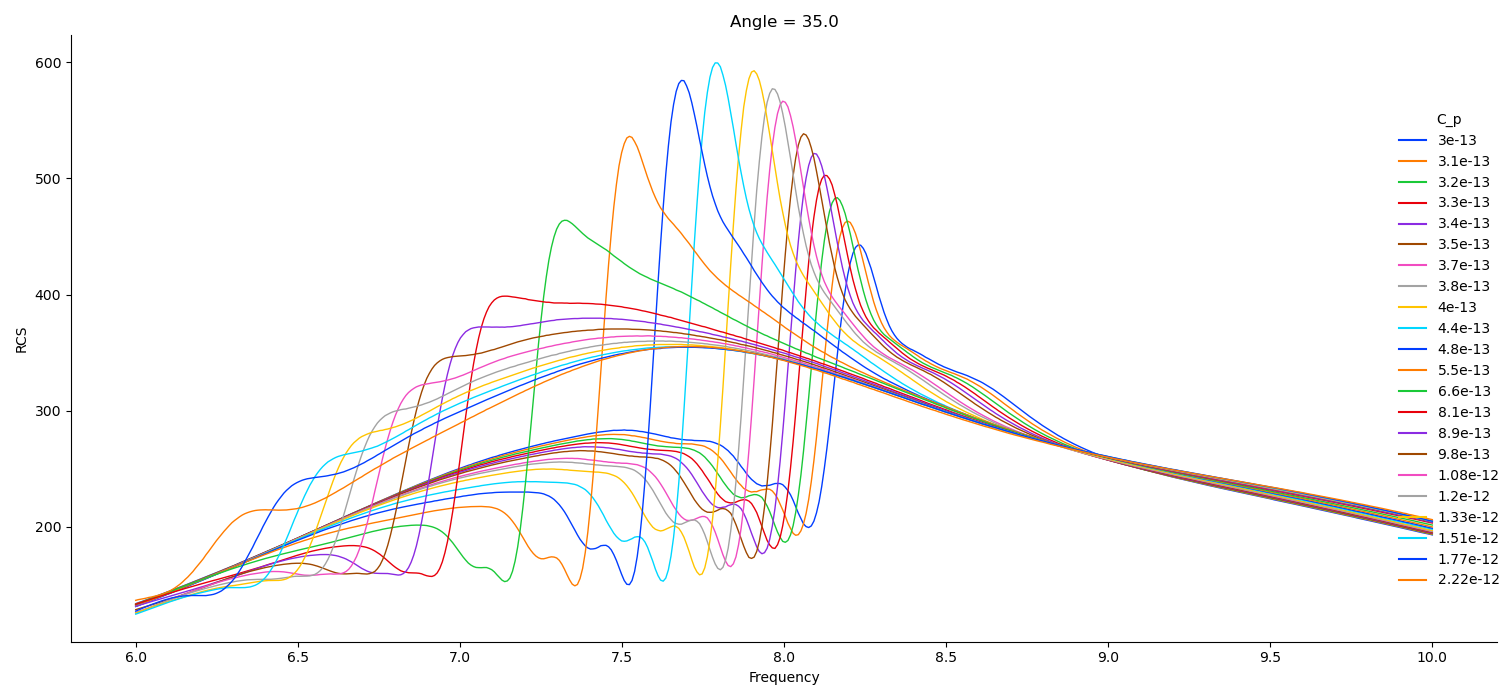 Angle = 35.0
RCS
600
500
400
300
200
6.0 6.5 7.0 7.5 8.0 8.5 9.0 9.5 10.0
Frequency
C_p
3e-13
3.1e-13
3.2e-13
3.3e-13
3.4e-13
3.5e-13
3.7e-13
3.8e-13
4e-13
4.4e-13
4.8e-13
5.5e-13
6.6e-13
8.1e-13
8.9e-13
9.8e-13
1.08e-12
1.2e-12
1.33e-12
1.51e-12
1.77e-12
2.22e-12